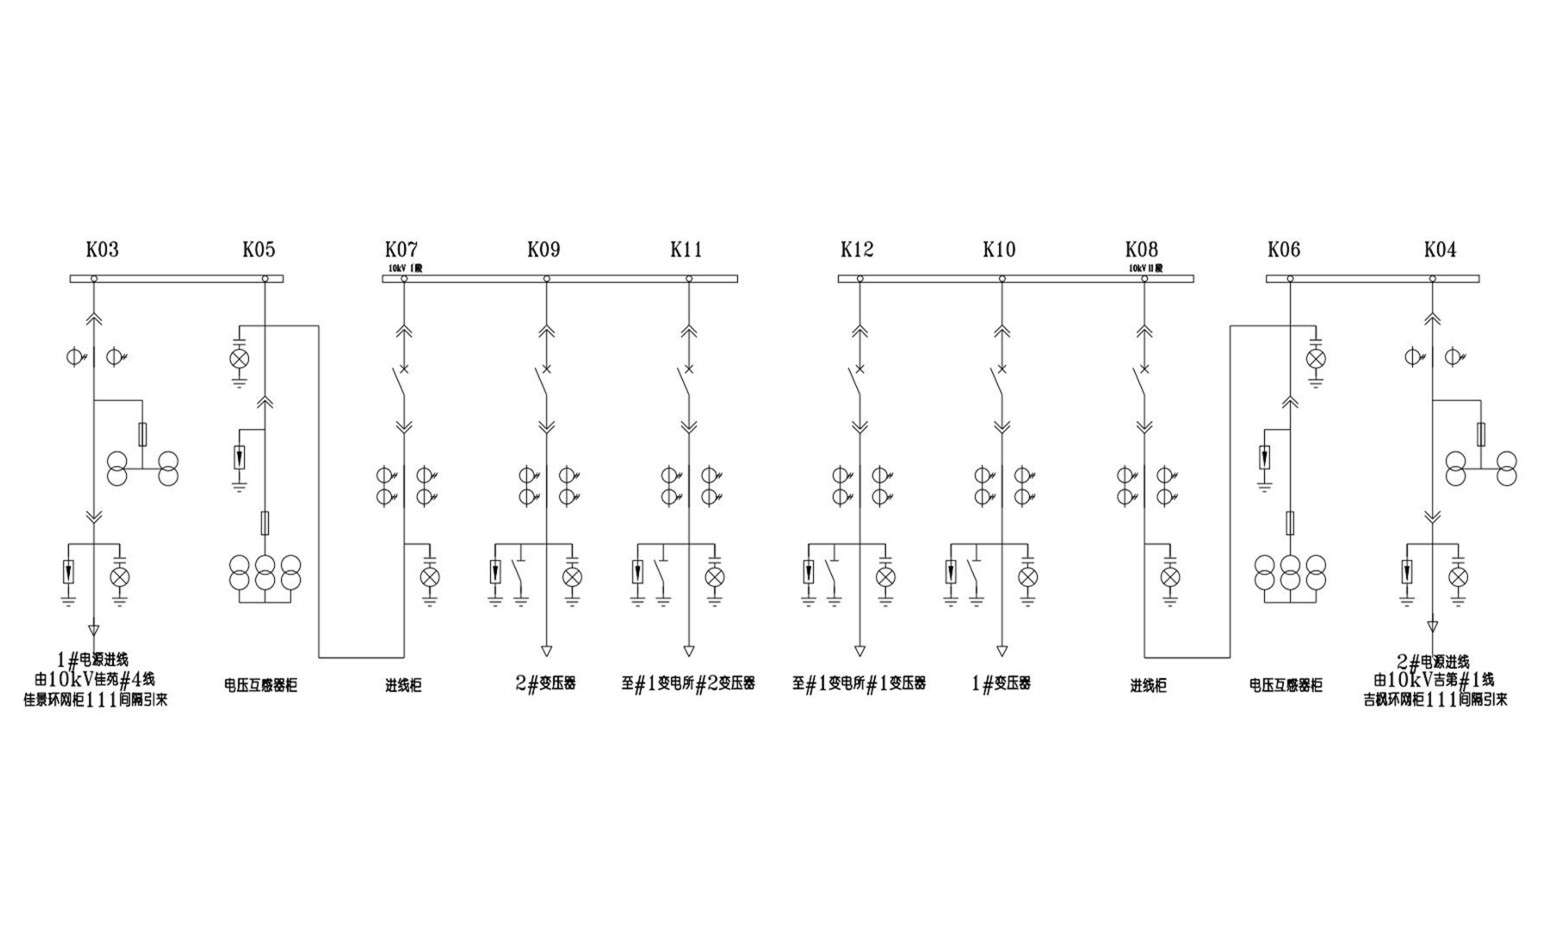 K03
K05
K07
K09
K11
K12
K10
K08
K06
K04
10kV I段
10kV II段
1#电源进线
由10kV佳苑#4线
佳景环网柜111间隔引来
电压互感器柜
进线柜
2#变压器
至#1变电所#2变压器
至#1变电所#1变压器
1#变压器
进线柜
电压互感器柜
2#电源进线
由10kV吉第#1线
吉枫环网柜111间隔引来